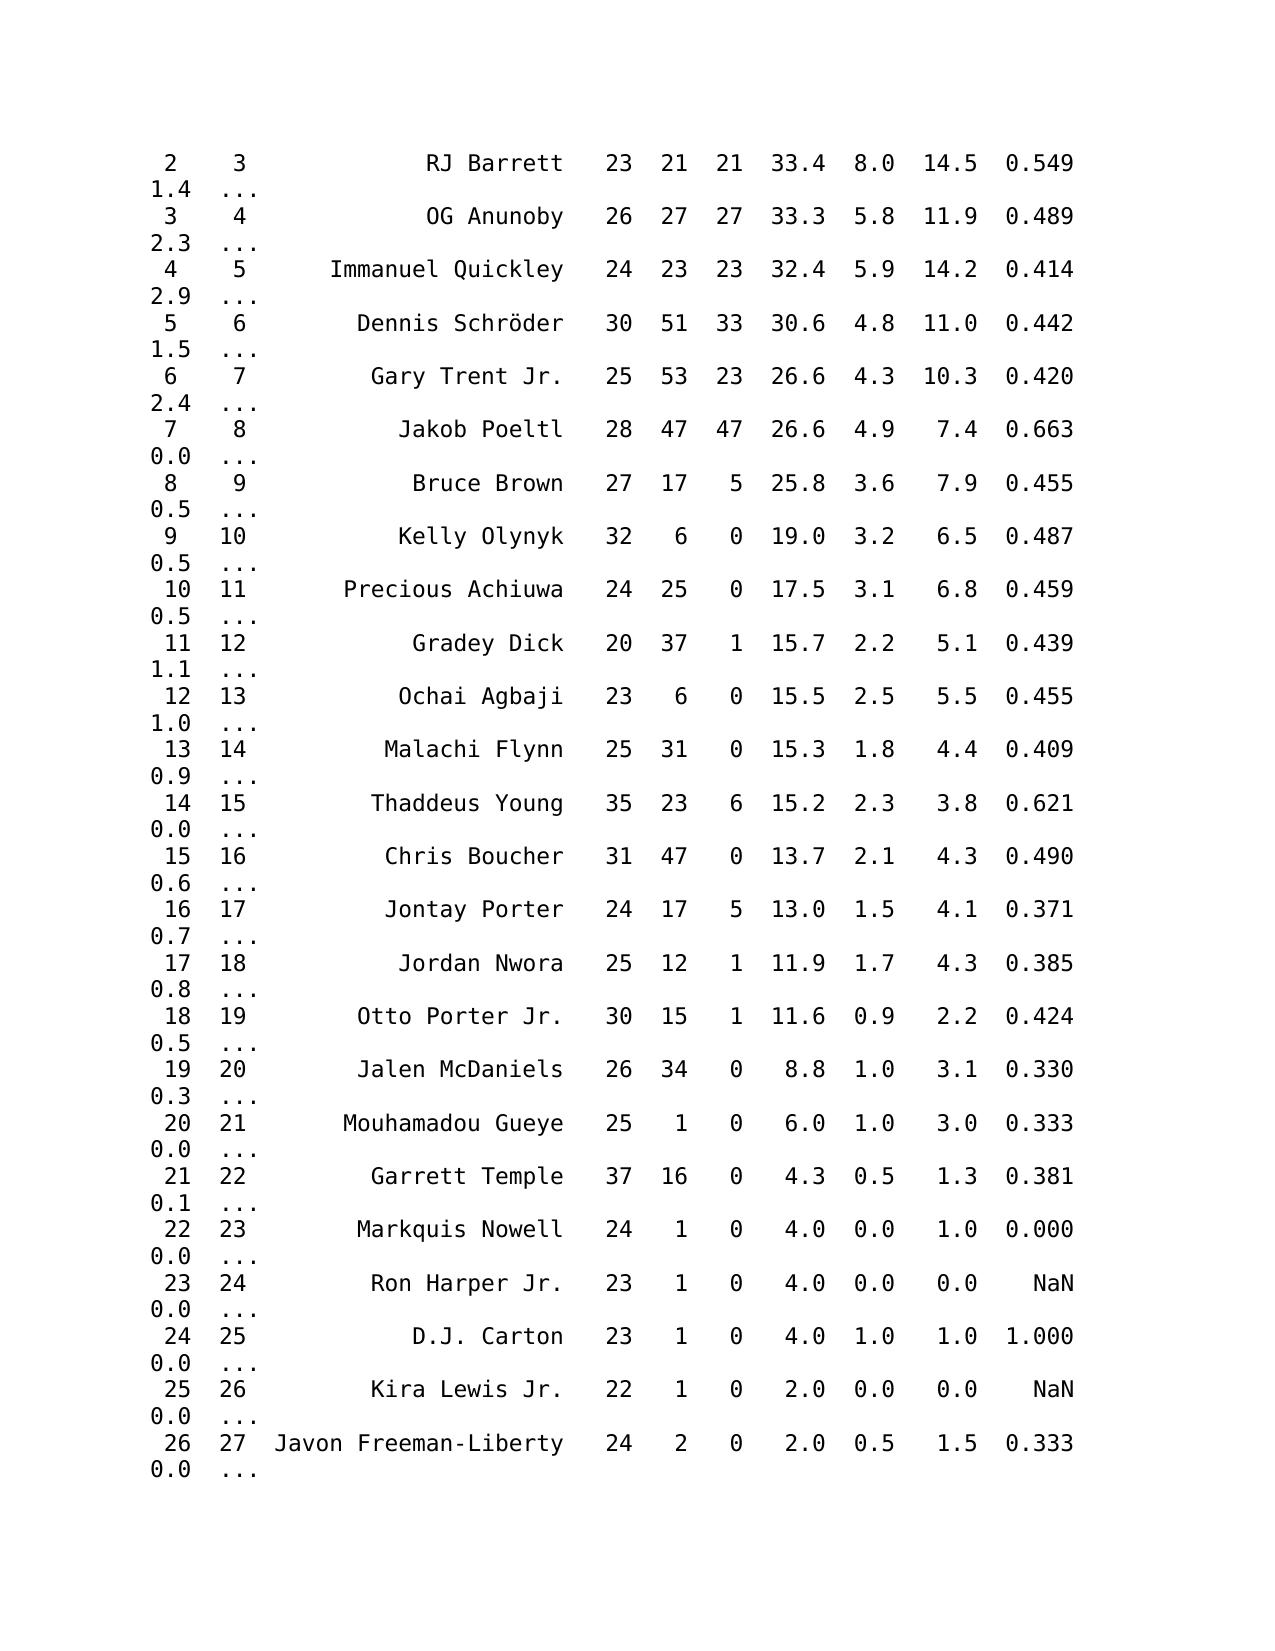 2 3 RJ Barrett 23 21 21 33.4 8.0 14.5 0.549
1.4 ...
3 4 OG Anunoby 26 27 27 33.3 5.8 11.9 0.489
2.3 ...
4 5 Immanuel Quickley 24 23 23 32.4 5.9 14.2 0.414
2.9 ...
5 6 Dennis Schröder 30 51 33 30.6 4.8 11.0 0.442
1.5 ...
6 7 Gary Trent Jr. 25 53 23 26.6 4.3 10.3 0.420
2.4 ...
7 8 Jakob Poeltl 28 47 47 26.6 4.9 7.4 0.663
0.0 ...
8 9 Bruce Brown 27 17 5 25.8 3.6 7.9 0.455
0.5 ...
9 10 Kelly Olynyk 32 6 0 19.0 3.2 6.5 0.487
0.5 ...
10 11 Precious Achiuwa 24 25 0 17.5 3.1 6.8 0.459
0.5 ...
11 12 Gradey Dick 20 37 1 15.7 2.2 5.1 0.439
1.1 ...
12 13 Ochai Agbaji 23 6 0 15.5 2.5 5.5 0.455
1.0 ...
13 14 Malachi Flynn 25 31 0 15.3 1.8 4.4 0.409
0.9 ...
14 15 Thaddeus Young 35 23 6 15.2 2.3 3.8 0.621
0.0 ...
15 16 Chris Boucher 31 47 0 13.7 2.1 4.3 0.490
0.6 ...
16 17 Jontay Porter 24 17 5 13.0 1.5 4.1 0.371
0.7 ...
17 18 Jordan Nwora 25 12 1 11.9 1.7 4.3 0.385
0.8 ...
18 19 Otto Porter Jr. 30 15 1 11.6 0.9 2.2 0.424
0.5 ...
19 20 Jalen McDaniels 26 34 0 8.8 1.0 3.1 0.330
0.3 ...
20 21 Mouhamadou Gueye 25 1 0 6.0 1.0 3.0 0.333
0.0 ...
21 22 Garrett Temple 37 16 0 4.3 0.5 1.3 0.381
0.1 ...
22 23 Markquis Nowell 24 1 0 4.0 0.0 1.0 0.000
0.0 ...
23 24 Ron Harper Jr. 23 1 0 4.0 0.0 0.0 NaN
0.0 ...
24 25 D.J. Carton 23 1 0 4.0 1.0 1.0 1.000
0.0 ...
25 26 Kira Lewis Jr. 22 1 0 2.0 0.0 0.0 NaN
0.0 ...
26 27 Javon Freeman-Liberty 24 2 0 2.0 0.5 1.5 0.333
0.0 ...